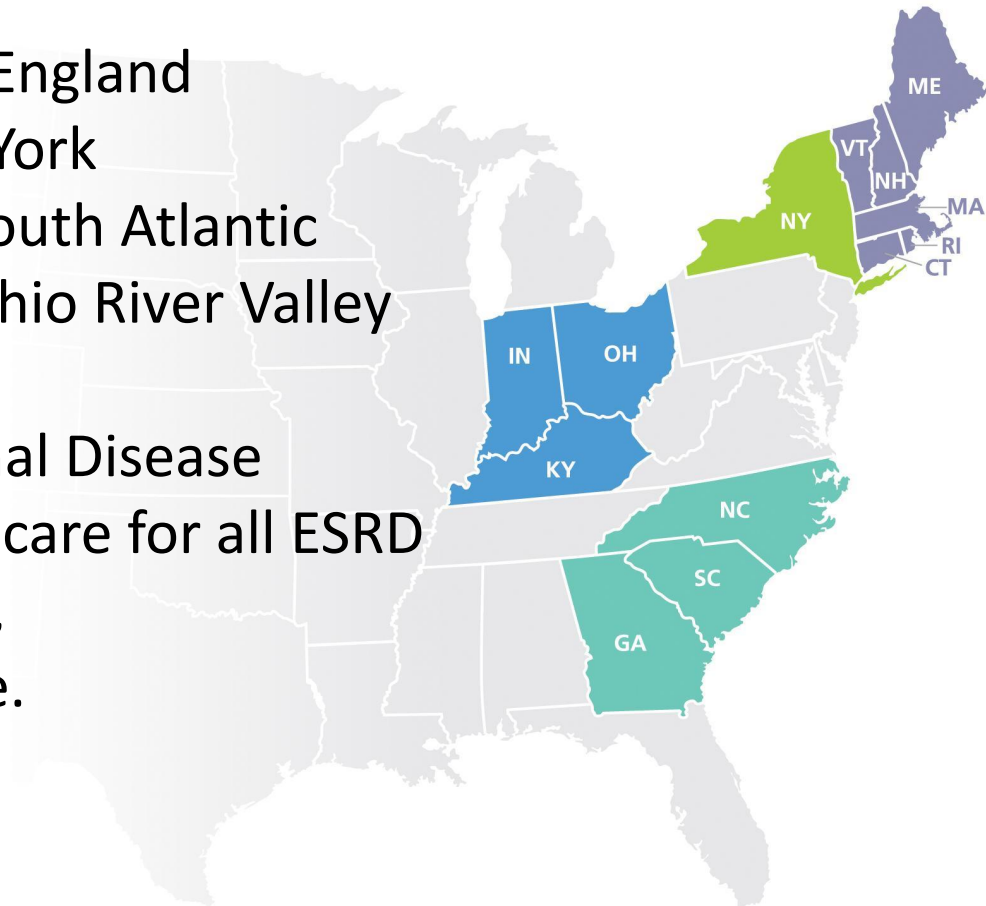 England
York
outh Atlantic
hio River Valley
al Disease
care for all ESRD
,
e.
ME
VT
NH
MA
NY
RI
CT
IN
OH
KY
NC
SC
GA